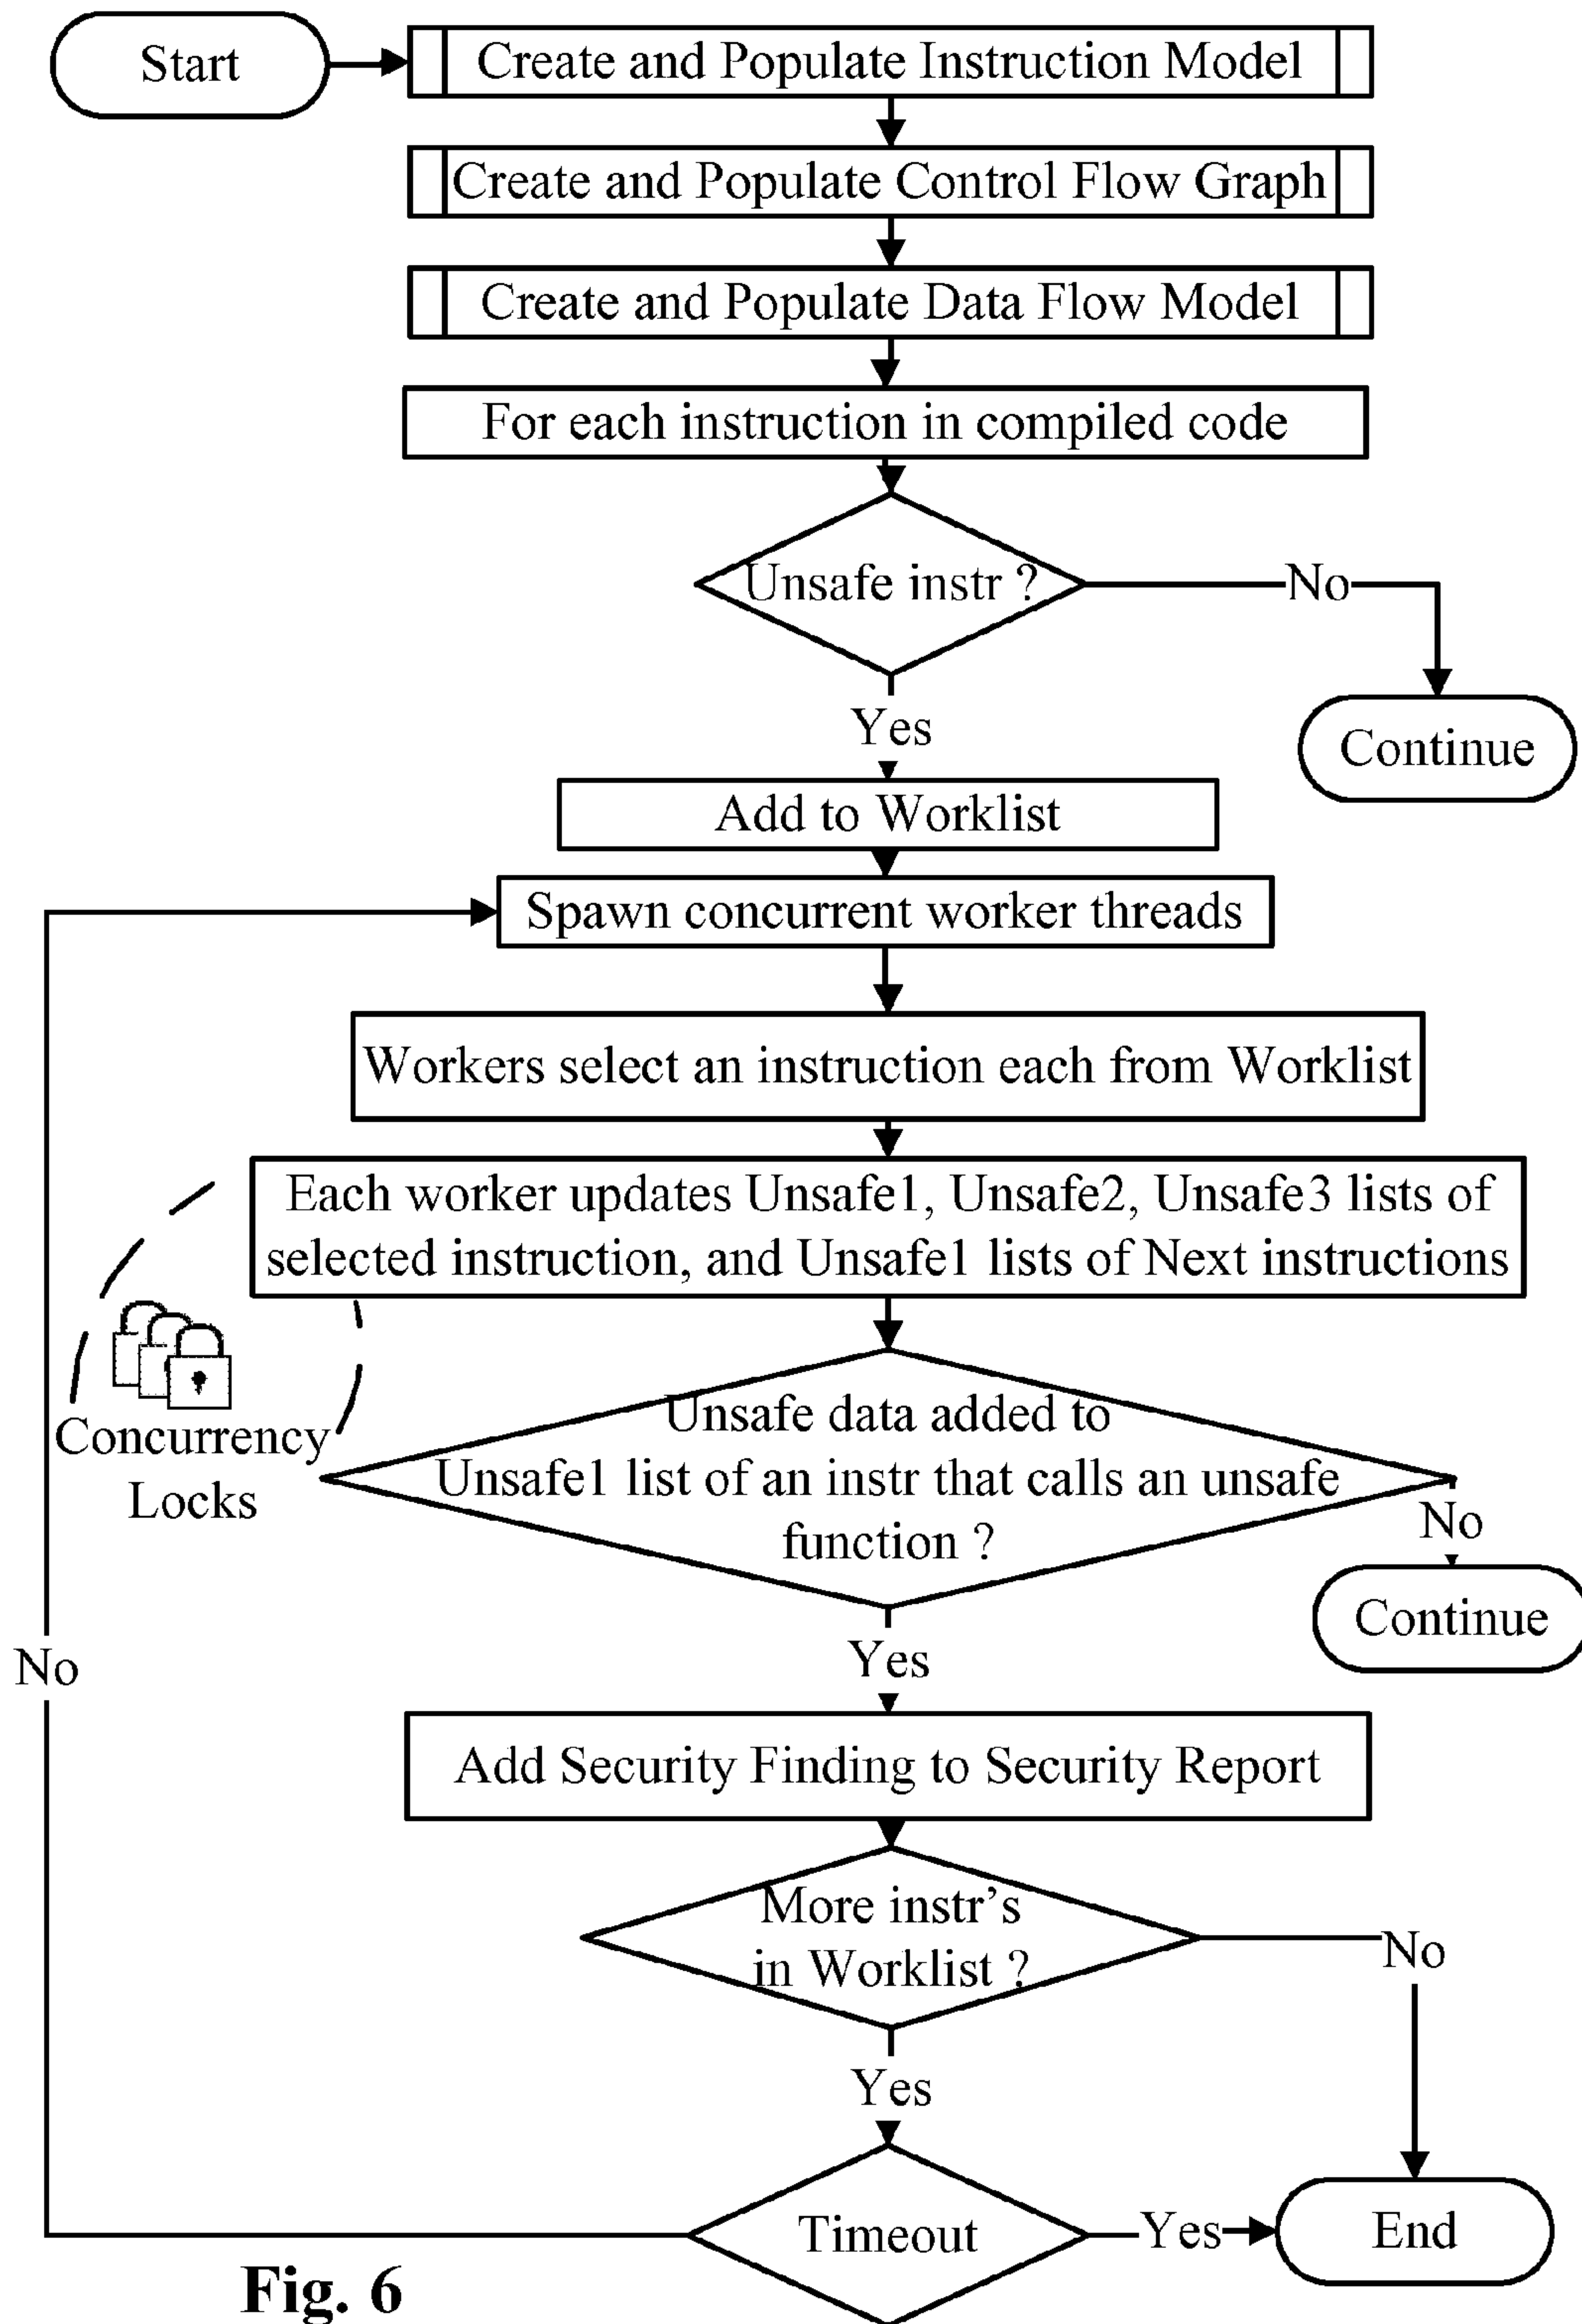 Start
Create and Populate Instruction Model
Create and Populate Control Flow Graph
Create and Populate Data Flow Model
For each instruction in compiled code
Unsafe instr ?
No
Yes
Continue
Add to Worklist
Spawn concurrent worker threads
Workers select an instruction each from Worklist
Each worker updates Unsafe1, Unsafe2, Unsafe3 lists of
selected instruction, and Unsafe1 lists of Next instructions
Concurrency
Locks
Unsafe data added to
Unsafe1 list of an instr that calls an unsafe
function ?
No
Continue
Yes
No
Add Security Finding to Security Report
More instr's
in Worklist ?
No
Yes
Timeout
Yes
End
Fig. 6